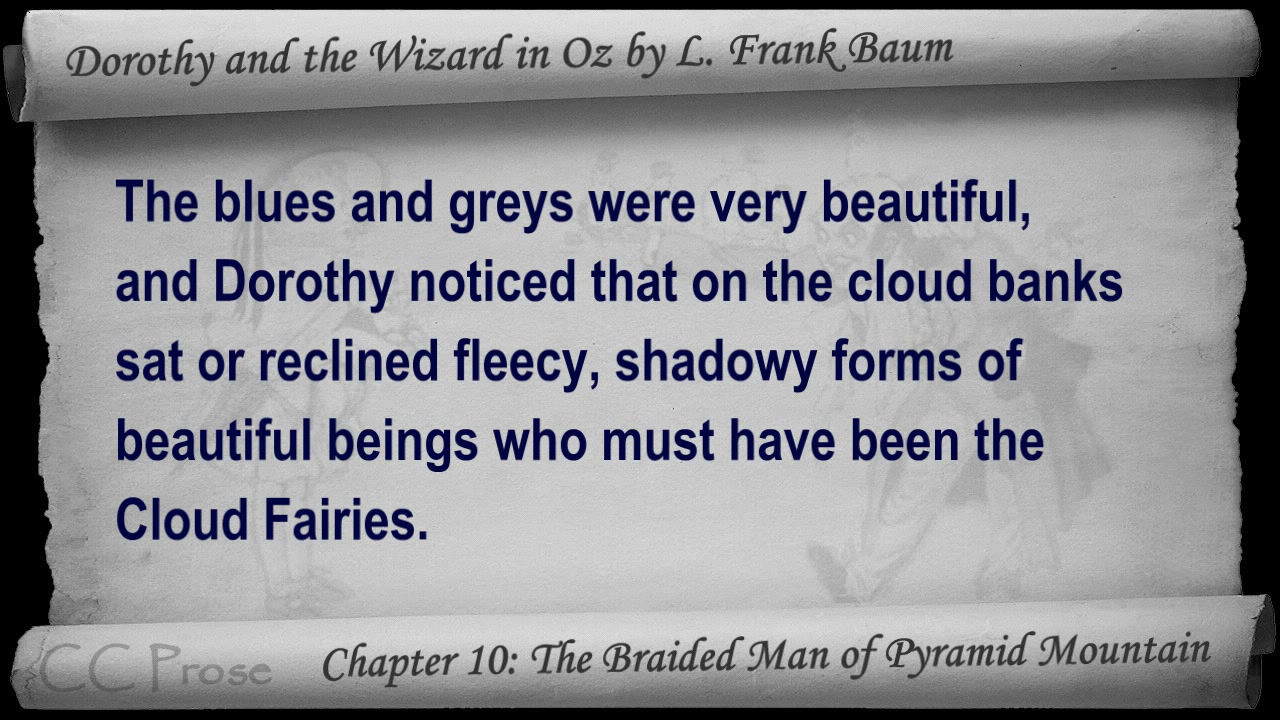 Dorothy and the Wizard in Oz by L. Frank Baum
The blues and greys were very beautiful,
and Dorothy noticed that on the cloud banks
sat or reclined fleecy, shadowy forms of
beautiful beings who must have been the
Cloud Fairies.
CC Prose
Chapter 10: The Braided Man of Pyramid Mountain